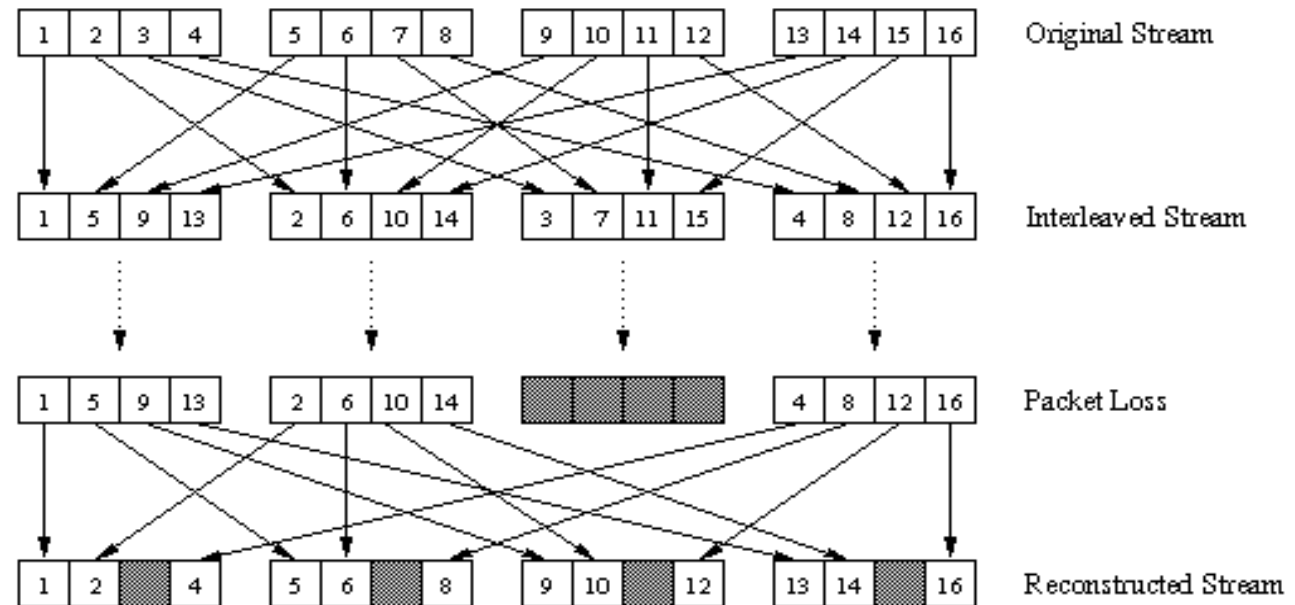 1 2 3 4 5 6 7 8 9 10 11 12 13 14 15 16 Original Stream
1 5 9 13 2 6 10 14 3 7 11 15 4 8 12 16 Interleaved Stream
1 5 9 13 2 6 10 14 4 8 12 16 Packet Loss
1 2 4 5 6 8 9 10 12 13 14 16 Reconstructed Stream